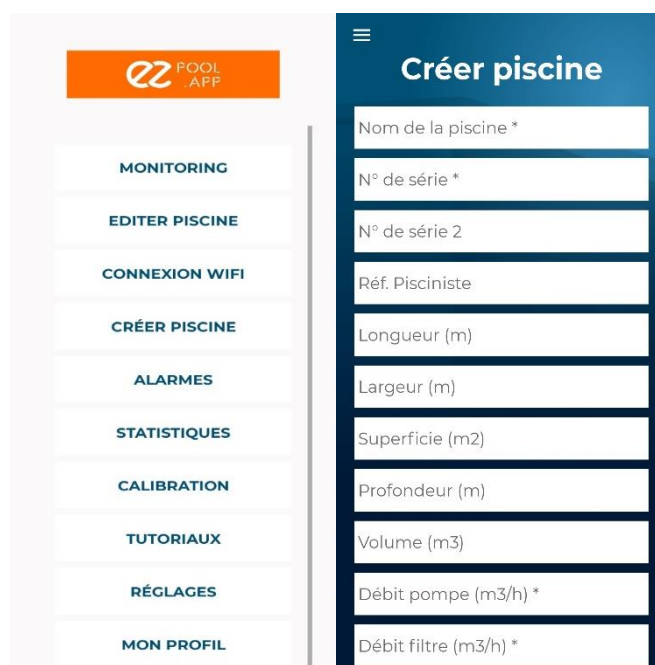 ez POOL
.APP
MONITORING
EDITER PISCINE
CONNEXION WIFI
CRÉER PISCINE
ALARMES
STATISTIQUES
CALIBRATION
TUTORIAUX
RÉGLAGES
MON PROFIL
Créer piscine
Nom de la piscine *
N° de série *
N° de série 2
Réf. Pisciniste
Longueur (m)
Largeur (m)
Superficie (m2)
Profondeur (m)
Volume (m3)
Débit pompe (m3/h) *
Débit filtre (m3/h) *